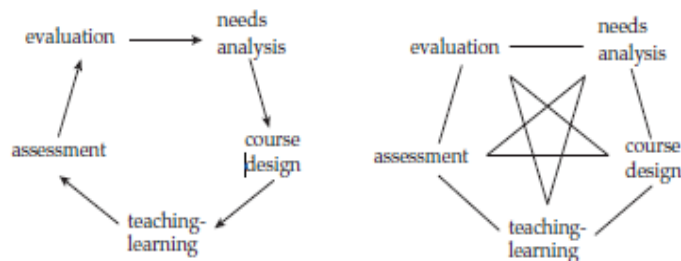 evaluation
needs
analysis
course
design
teaching-
learning
assessment
evaluation
needs
analysis
course
design
teaching-
learning
assessment